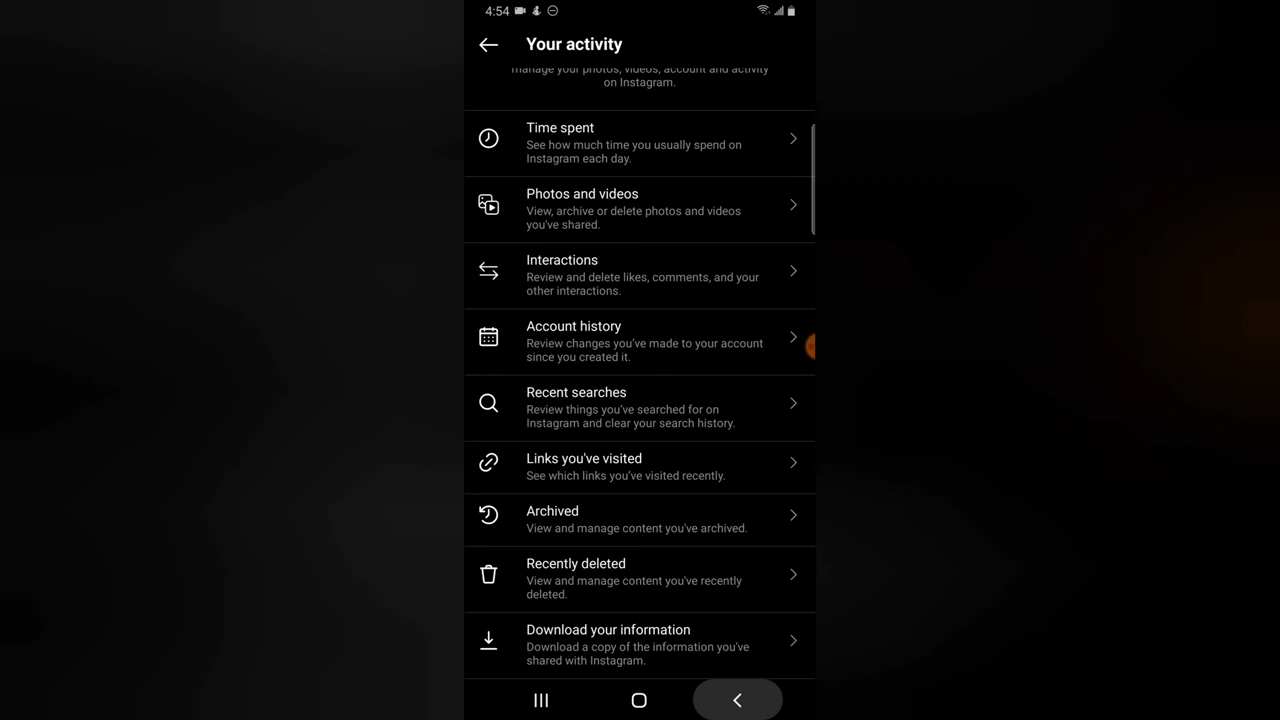 4:54
Your activity
manage your photos, videos, account and activity
on Instagram.
Time spent
See how much time you usually spend on
Instagram each day.
Photos and videos
View, archive or delete photos and videos
you've shared.
Interactions
Review and delete likes, comments, and your
other interactions.
Account history
Review changes you've made to your account
since you created it.
Recent searches
Review things you've searched for on
Instagram and clear your search history.
Links you've visited
See which links you've visited recently.
Archived
View and manage content you've archived.
Recently deleted
View and manage content you've recently
deleted.
Download your information
Download a copy of the information you've
shared with Instagram.